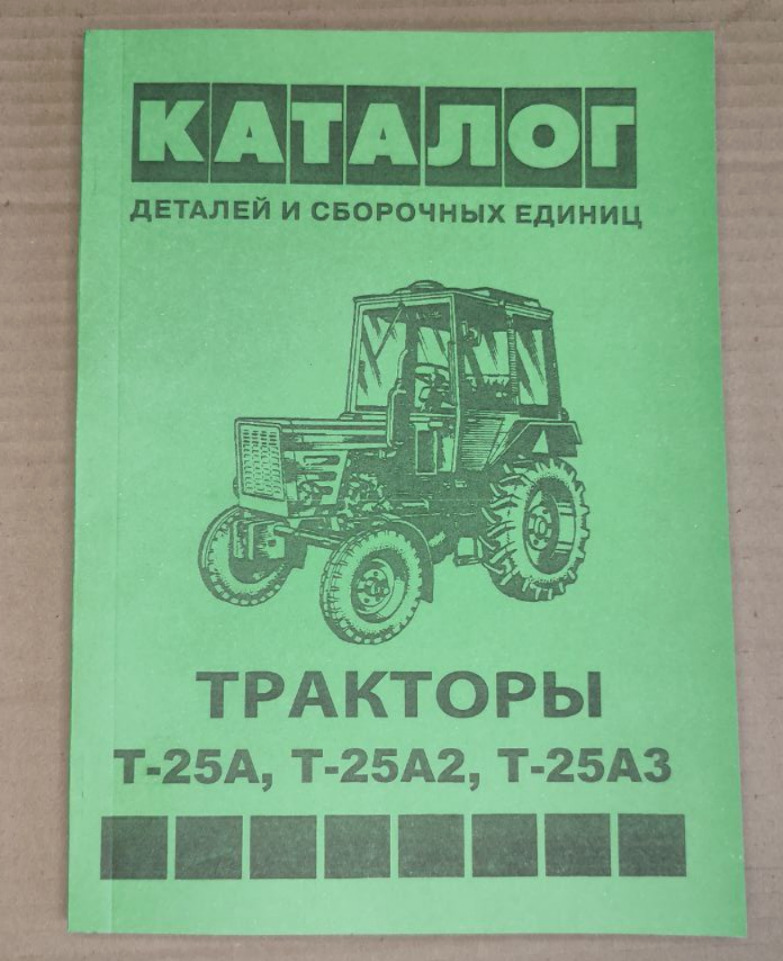 КАТАЛОГ
ДЕТАЛЕЙ И СБОРОЧНЫХ ЕДИНИЦ
ТРАКТОРЫ
Т-25А, Т-25А2, Т-25А3